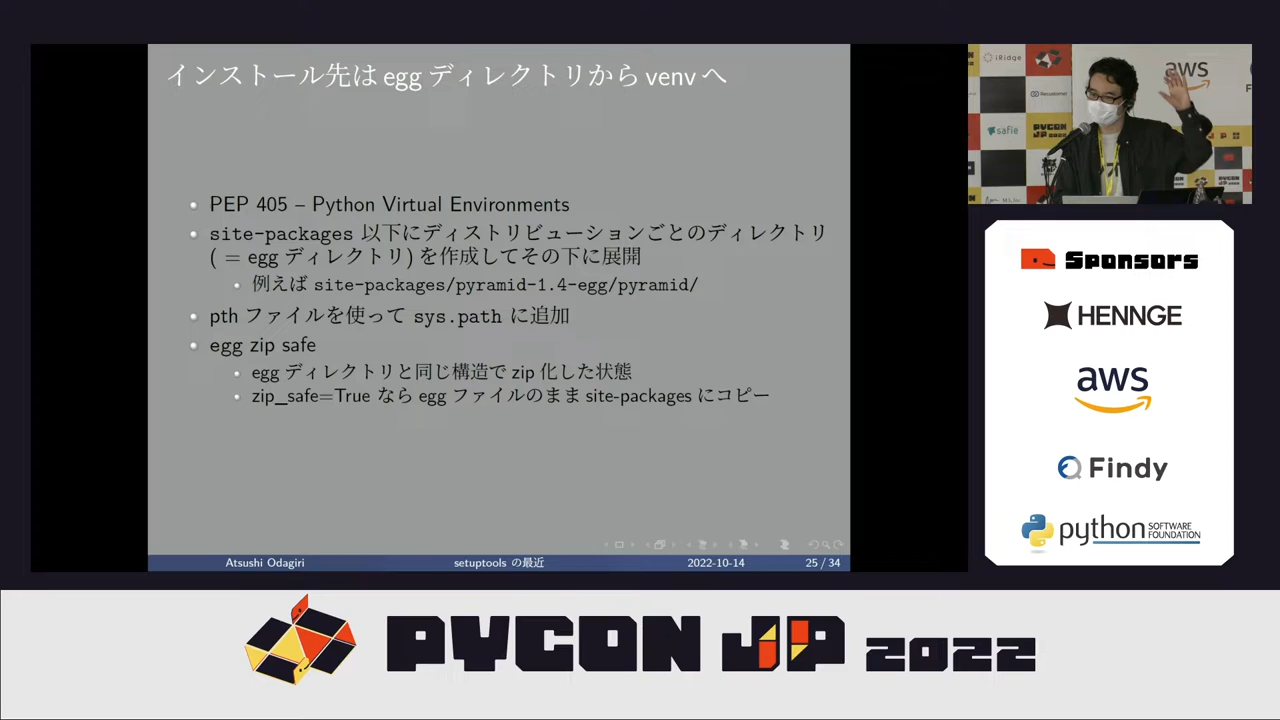 インストール先は egg ディレクトリから venv へ
PEP 405 – Python Virtual Environments
site-packages 以下にディストリビューションごとのディレクトリ
( = egg ディレクトリ) を作成してその下に展開
例えば site-packages/pyramid-1.4-egg/pyramid/
pth ファイルを使って sys.path に追加
egg zip safe
egg ディレクトリと同じ構造で zip 化した状態
zip_safe=True なら egg ファイルのまま site-packages にコピー
Atsushi Odagiri
setuptools の最近
2022-10-14
25 / 34
iRidge
aws
safie
PYCON
JP 2022
Sponsors
HENNGE
aws
Findy
python
SOFTWARE
FOUNDATION
PYCON JP 2022